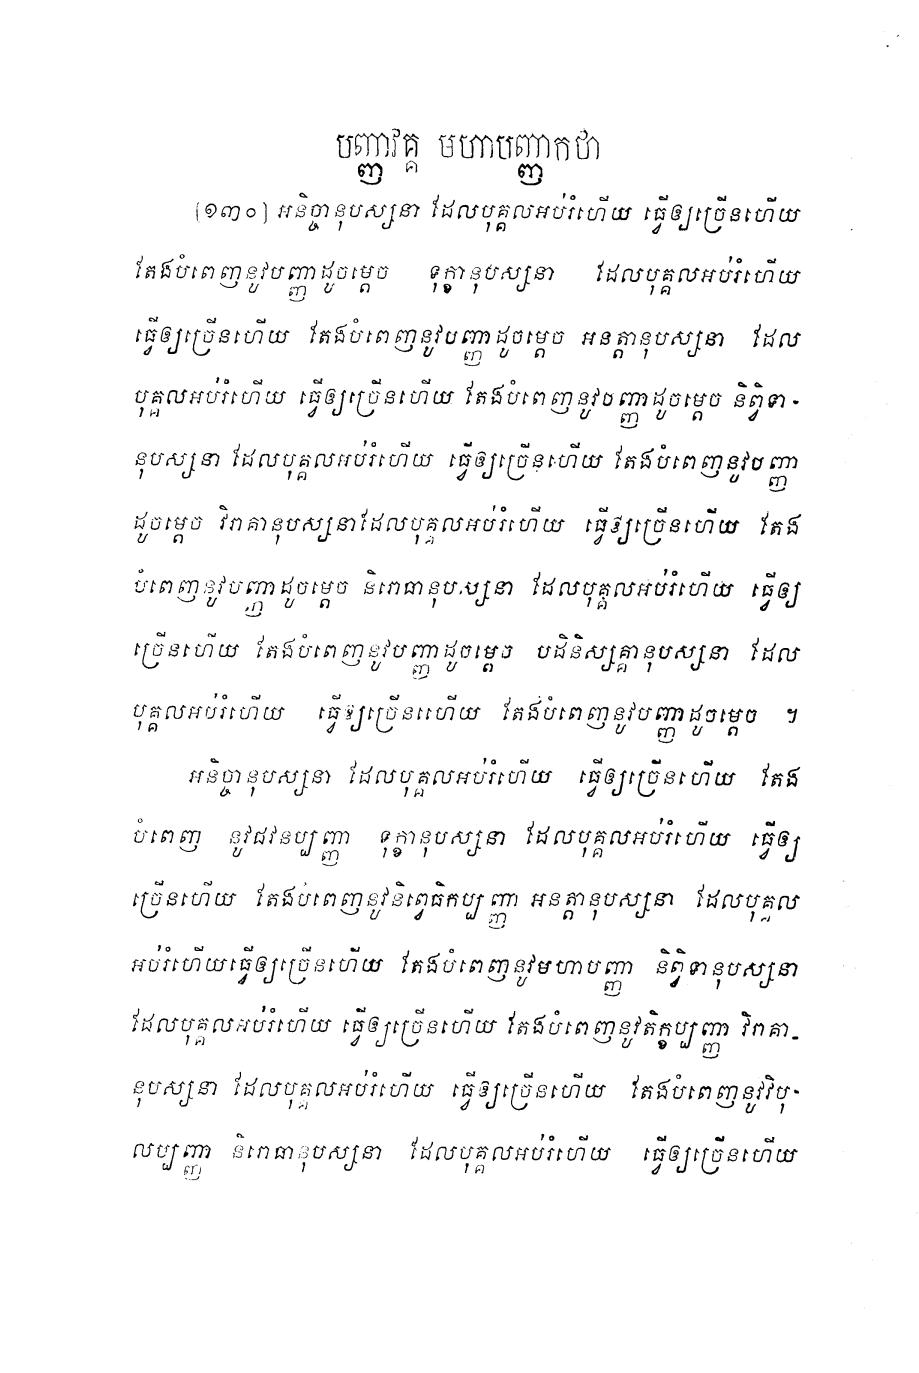 បញ្ញាវគ្គ មហាបញ្ញាកថា
[១៣០] អនិច្ចានុបស្សនា ដែលបុគ្គលអប់រំហើយ ធ្វើឲ្យច្រើនហើយ
តែងបំពេញនូវបញ្ញាដូចម្តេច ទុក្ខានុបស្សនា ដែលបុគ្គលអប់រំហើយ
ធ្វើឲ្យច្រើនហើយ តែងបំពេញនូវបញ្ញាដូចម្តេច អនត្តានុបស្សនា ដែល
បុគ្គលអប់រំហើយ ធ្វើឲ្យច្រើនហើយ តែងបំពេញនូវបញ្ញាដូចម្តេច និព្វិទា-
នុបស្សនា ដែលបុគ្គលអប់រំហើយ ធ្វើឲ្យច្រើនហើយ តែងបំពេញនូវបញ្ញា
ដូចម្តេច វិរាគានុបស្សនាដែលបុគ្គលអប់រំហើយ ធ្វើឲ្យច្រើនហើយ តែង
បំពេញនូវបញ្ញាដូចម្តេច និរោធានុបស្សនា ដែលបុគ្គលអប់រំហើយ ធ្វើឲ្យ
ច្រើនហើយ តែងបំពេញនូវបញ្ញាដូចម្តេច បដិនិស្សគ្គានុបស្សនា ដែល
បុគ្គលអប់រំហើយ ធ្វើឲ្យច្រើនហើយ តែងបំពេញនូវបញ្ញាដូចម្តេច ។
អនិច្ចានុបស្សនា ដែលបុគ្គលអប់រំហើយ ធ្វើឲ្យច្រើនហើយ តែង
បំពេញ នូវជវនប្បញ្ញា ទុក្ខានុបស្សនា ដែលបុគ្គលអប់រំហើយ ធ្វើឲ្យ
ច្រើនហើយ តែងបំពេញនូវនិព្វេធិកប្បញ្ញា អនត្តានុបស្សនា ដែលបុគ្គល
អប់រំហើយធ្វើឲ្យច្រើនហើយ តែងបំពេញនូវមហាបញ្ញា និព្វិទានុបស្សនា
ដែលបុគ្គលអប់រំហើយ ធ្វើឲ្យច្រើនហើយ តែងបំពេញនូវតិក្ខប្បញ្ញា វិរាគា-
នុបស្សនា ដែលបុគ្គលអប់រំហើយ ធ្វើឲ្យច្រើនហើយ តែងបំពេញនូវវិបុ-
លប្បញ្ញា និរោធានុបស្សនា ដែលបុគ្គលអប់រំហើយ ធ្វើឲ្យច្រើនហើយ